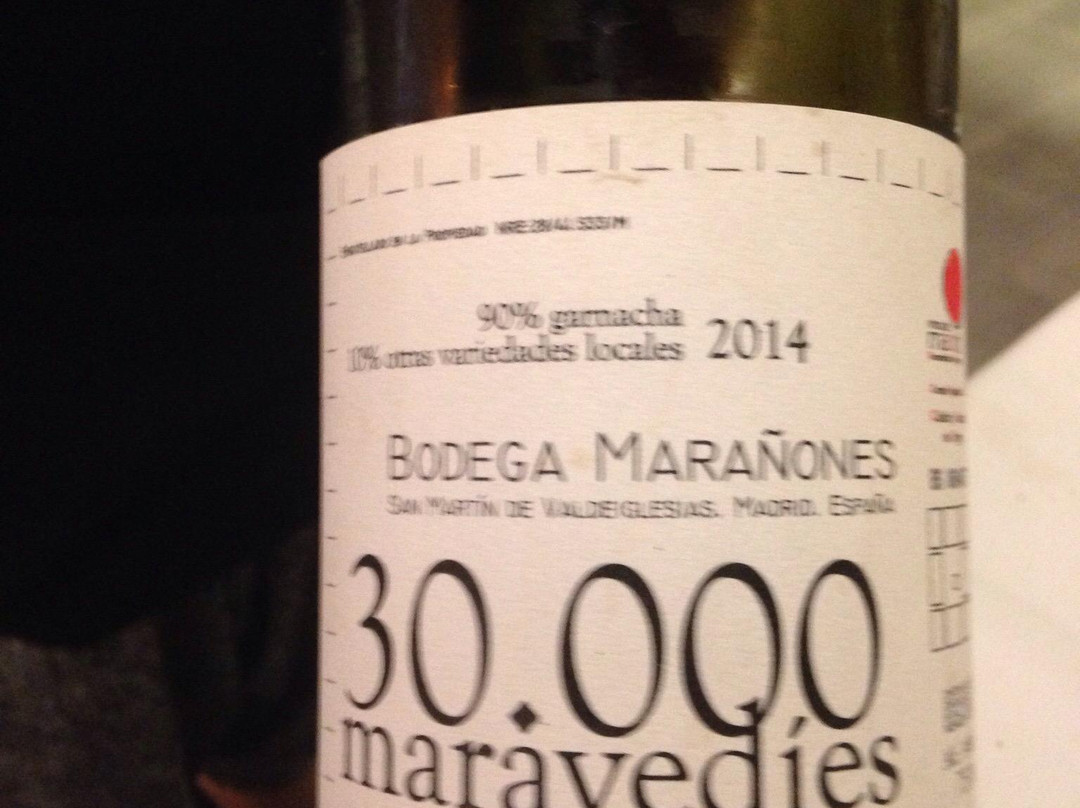 90% garnacha
10% otras variedades locales
2014
BODEGA MARAÑONES
SAN MARTÍN DE VALDEIGLESIAS. MADRID. ESPAÑA
30.000
maravedíes